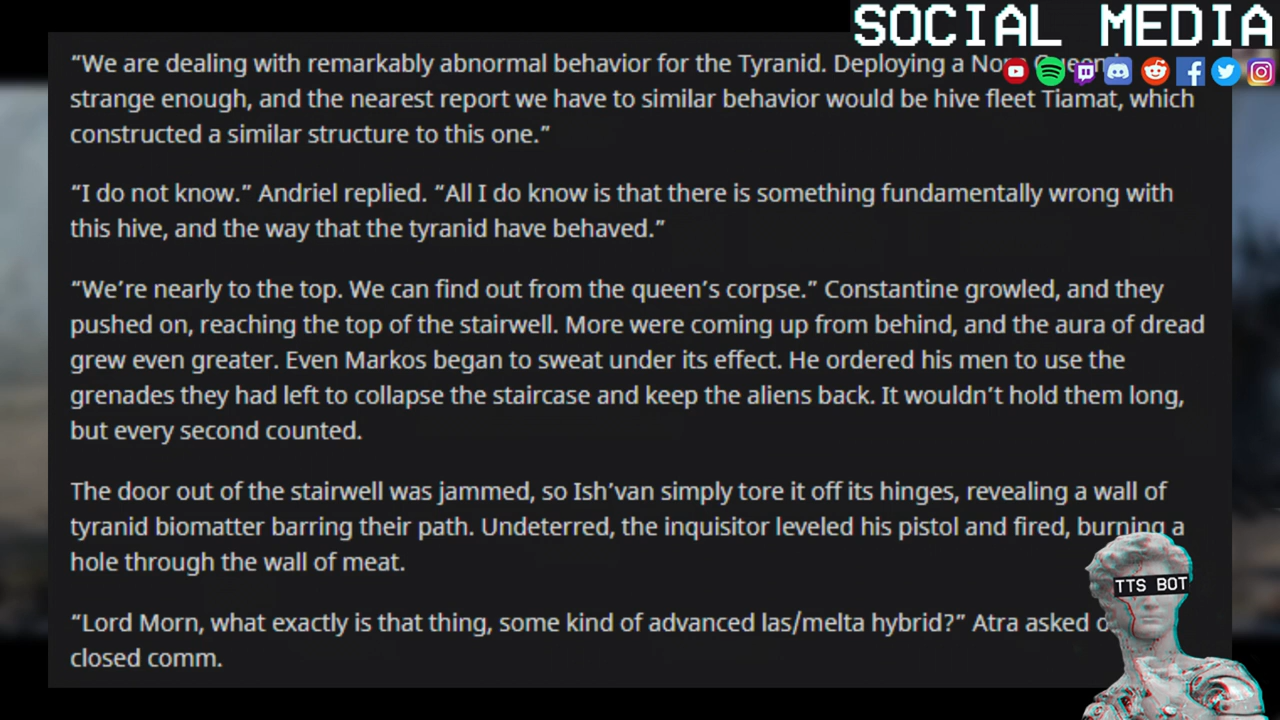 SOCIAL MEDIA
“We are dealing with remarkably abnormal behavior for the Tyranid. Deploying a
strange enough, and the nearest report we have to similar behavior would be hive fleet Tiamat, which
constructed a similar structure to this one.”
“I do not know.” Andriel replied. “All I do know is that there is something fundamentally wrong with
this hive, and the way that the tyranid have behaved.”
“We’re nearly to the top. We can find out from the queen’s corpse.” Constantine growled, and they
pushed on, reaching the top of the stairwell. More were coming up from behind, and the aura of dread
grew even greater. Even Markos began to sweat under its effect. He ordered his men to use the
grenades they had left to collapse the staircase and keep the aliens back. It wouldn’t hold them long,
but every second counted.
The door out of the stairwell was jammed, so Ish’van simply tore it off its hinges, revealing a wall of
tyranid biomatter barring their path. Undeterred, the inquisitor leveled his pistol and fired, burning a
hole through the wall of meat.
TTS BOT
“Lord Morn, what exactly is that thing, some kind of advanced las/melta hybrid?” Atra asked
closed comm.